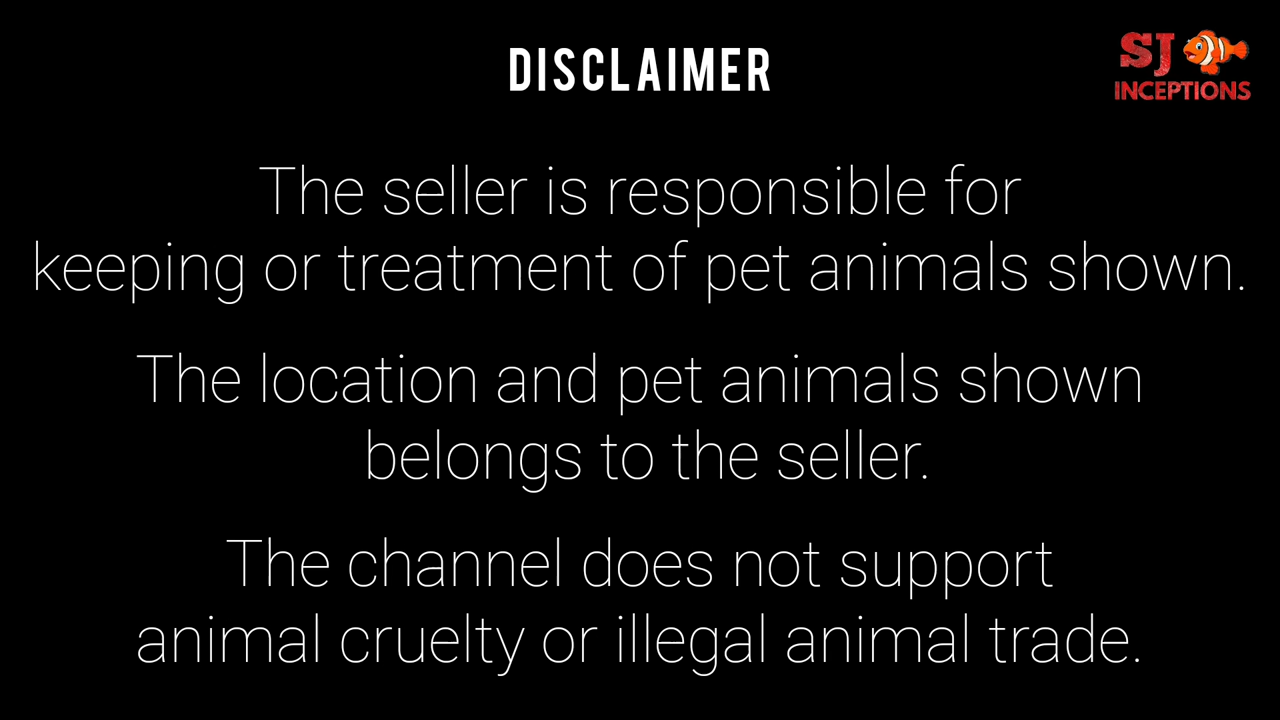 DISCLAIMER
SJ
INCEPTIONS
The seller is responsible for
keeping or treatment of pet animals shown.
The location and pet animals shown
belongs to the seller.
The channel does not support
animal cruelty or illegal animal trade.